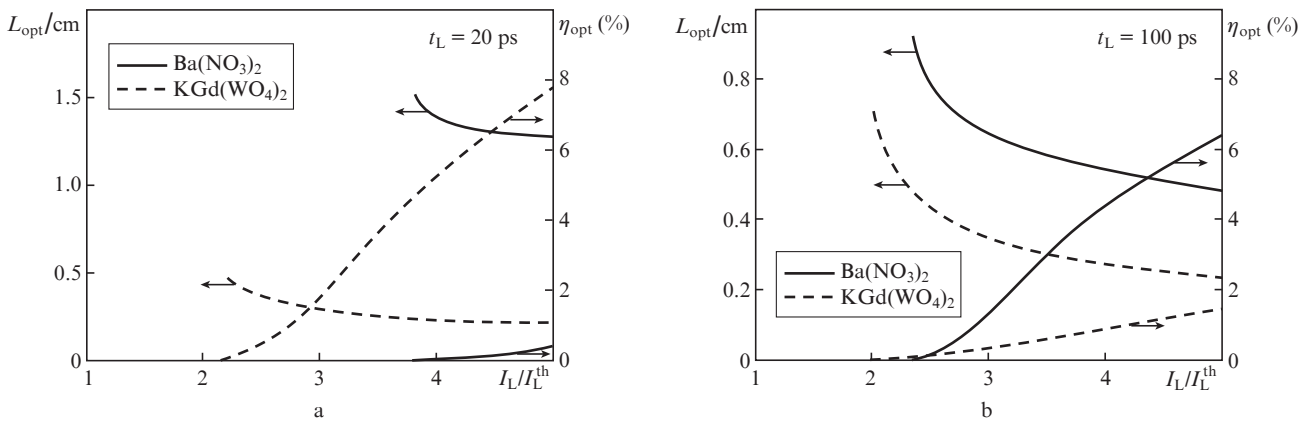 L_opt/cm
η_opt (%)
t_L = 20 ps
Ba(NO₃)₂
KGd(WO₄)₂
8
1.5
6
1.0
4
0.5
2
0
0
1 2 3 4 I_L/I_L^th
a
L_opt/cm
η_opt (%)
t_L = 100 ps
0.8
8
0.6
6
0.4
4
Ba(NO₃)₂
KGd(WO₄)₂
0.2
2
0
0
1 2 3 4 I_L/I_L^th
b